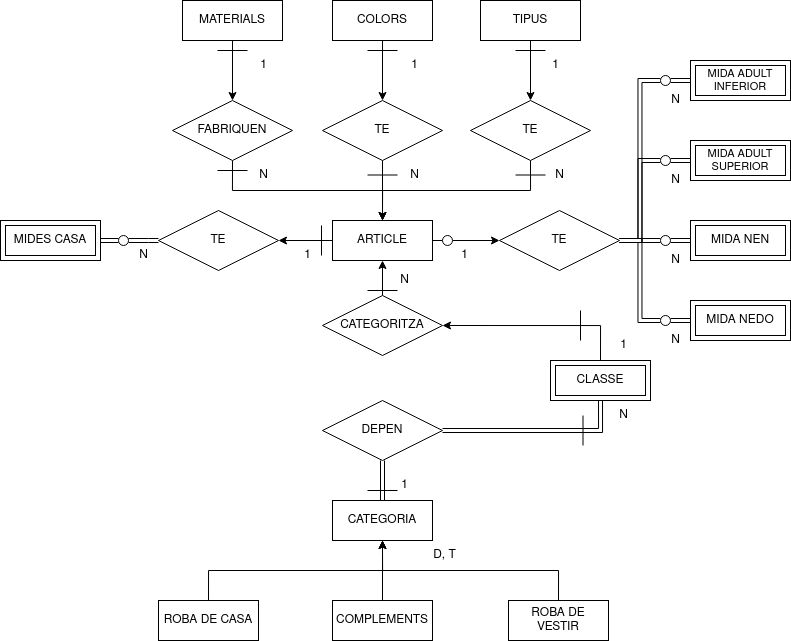 MATERIALS
COLORS
TIPUS
1
1
1
MIDA ADULT
INFERIOR
N
FABRIQUEN
TE
TE
N
N
N
MIDA ADULT
SUPERIOR
N
MIDES CASA
N
TE
1
ARTICLE
1
TE
MIDA NEN
N
N
CATEGORITZA
MIDA NEDO
N
1
CLASSE
N
DEPEN
1
CATEGORIA
D, T
ROBA DE CASA
COMPLEMENTS
ROBA DE
VESTIR